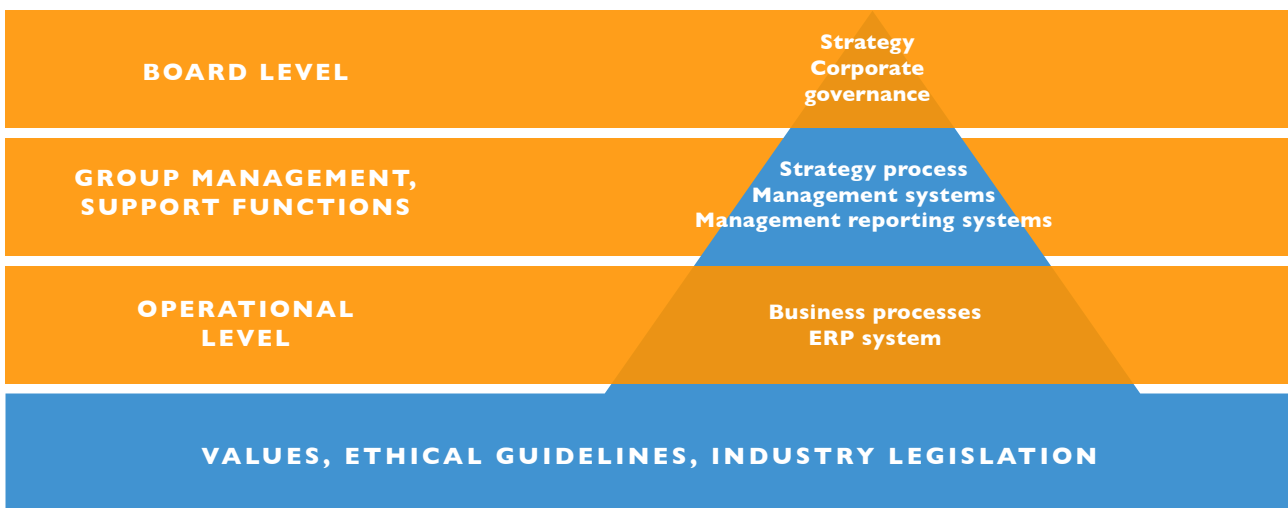 BOARD LEVEL
Strategy
Corporate
governance
GROUP MANAGEMENT,
SUPPORT FUNCTIONS
Strategy process
Management systems
Management reporting systems
OPERATIONAL
LEVEL
Business processes
ERP system
VALUES, ETHICAL GUIDELINES, INDUSTRY LEGISLATION